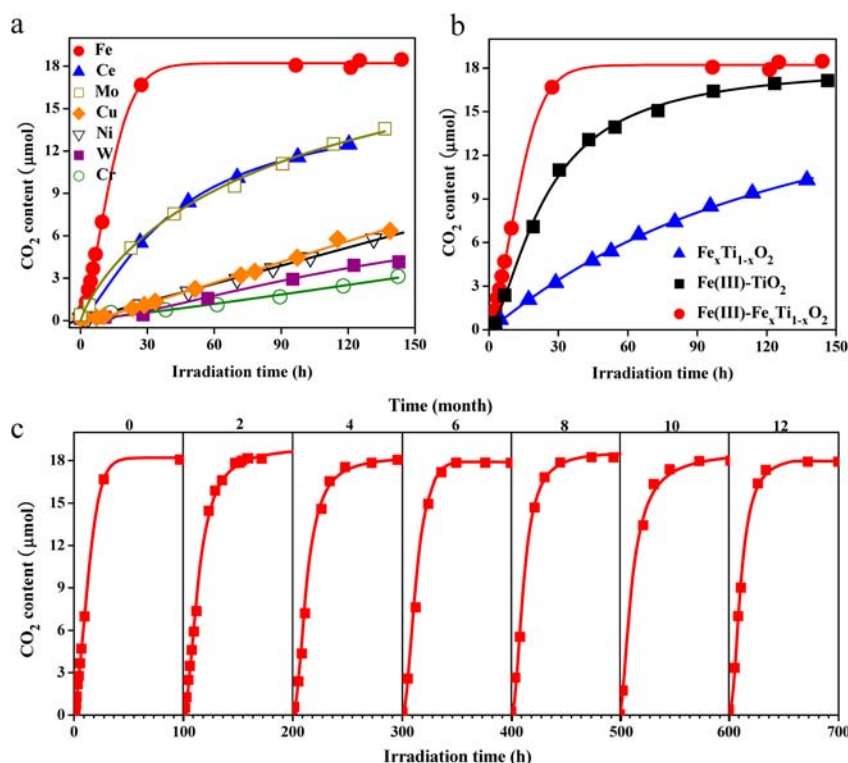 a
CO2 content (μmol)
18
15
12
9
6
3
0
Fe
Ce
Mo
Cu
Ni
W
Cr
0 30 60 90 120 150
Irradiation time (h)
b
CO2 content (μmol)
18
15
12
9
6
3
0
FexTi1-xO2
Fe(III)-TiO2
Fe(III)-FexTi1-xO2
0 30 60 90 120 150
Irradiation time (h)
c
Time (month)
0 2 4 6 8 10 12
CO2 content (μmol)
18
15
12
9
6
3
0
0 100 200 300 400 500 600 700
Irradiation time (h)